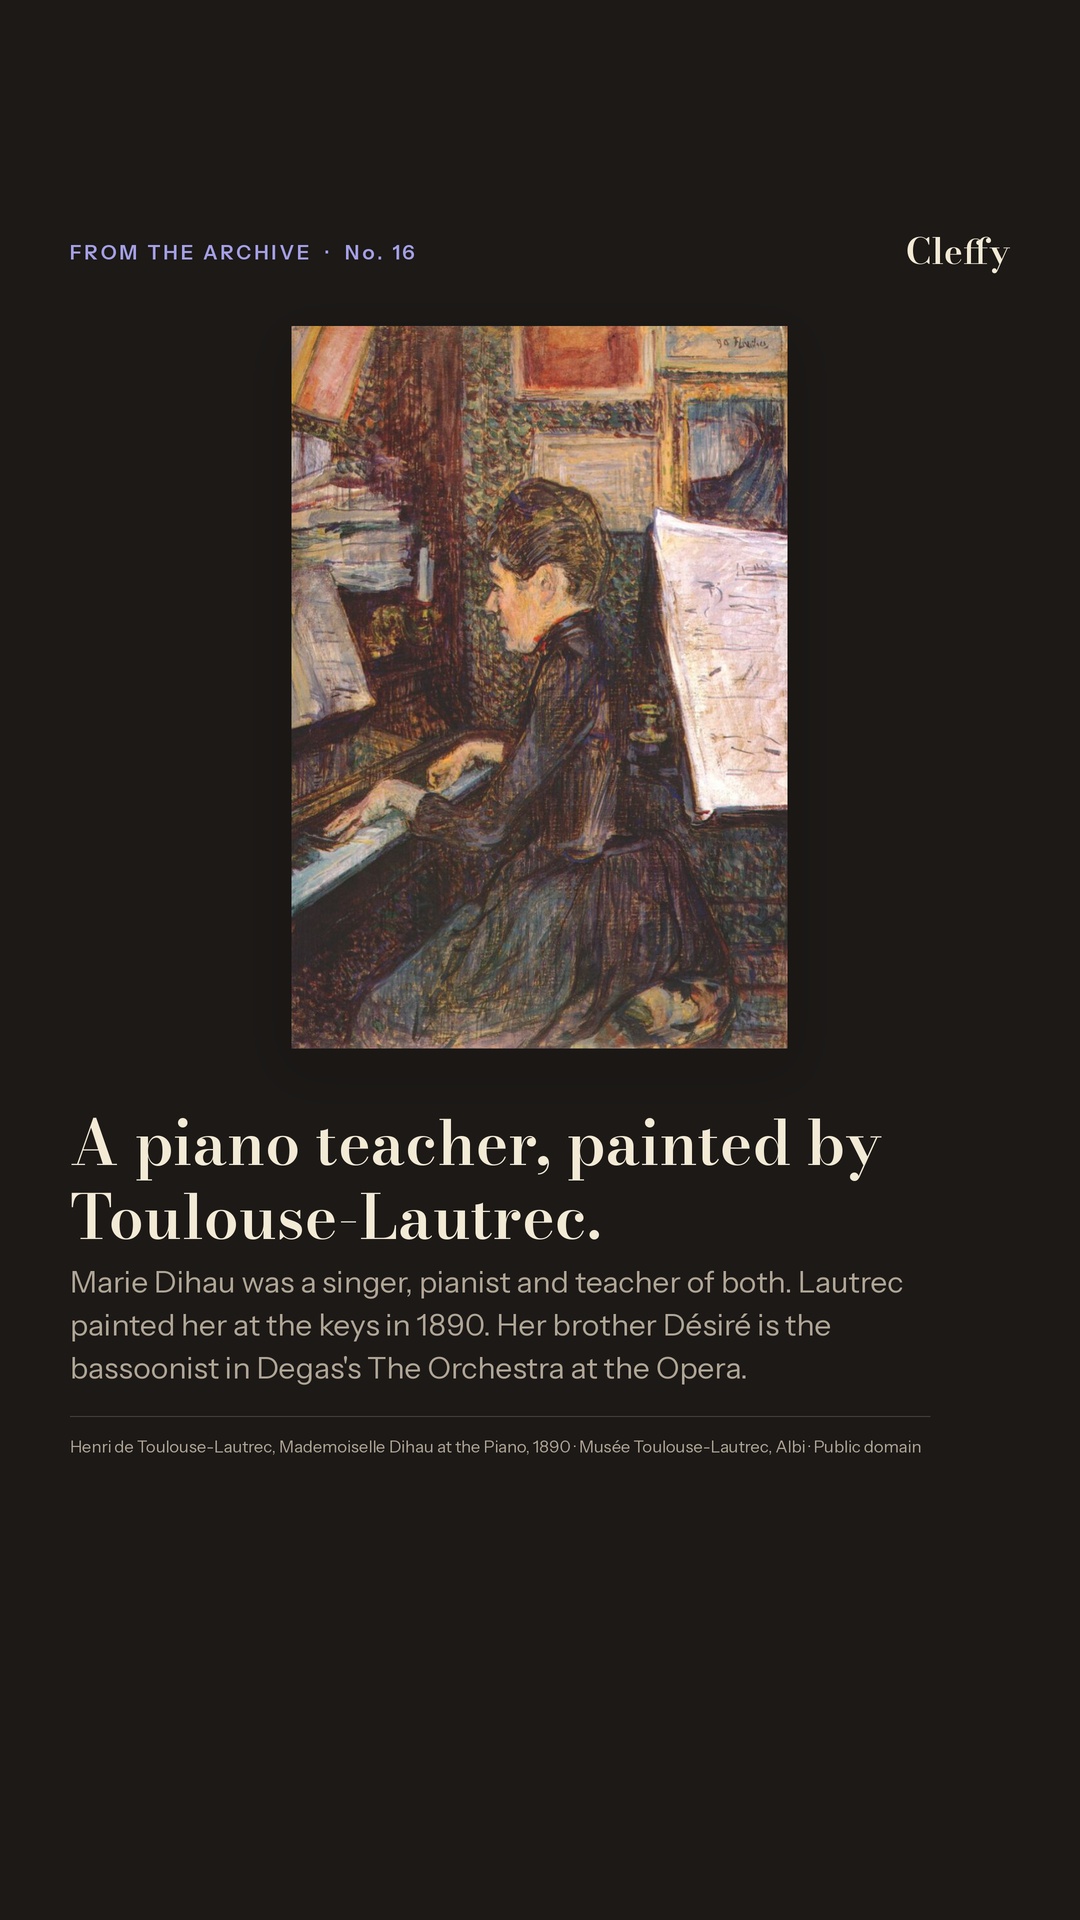 FROM THE ARCHIVE · No. 16
Cleffy
A piano teacher, painted by
Toulouse-Lautrec.
Marie Dihau was a singer, pianist and teacher of both. Lautrec
painted her at the keys in 1890. Her brother Désiré is the
bassoonist in Degas's The Orchestra at the Opera.
Henri de Toulouse-Lautrec, Mademoiselle Dihau at the Piano, 1890 · Musée Toulouse-Lautrec, Albi · Public domain